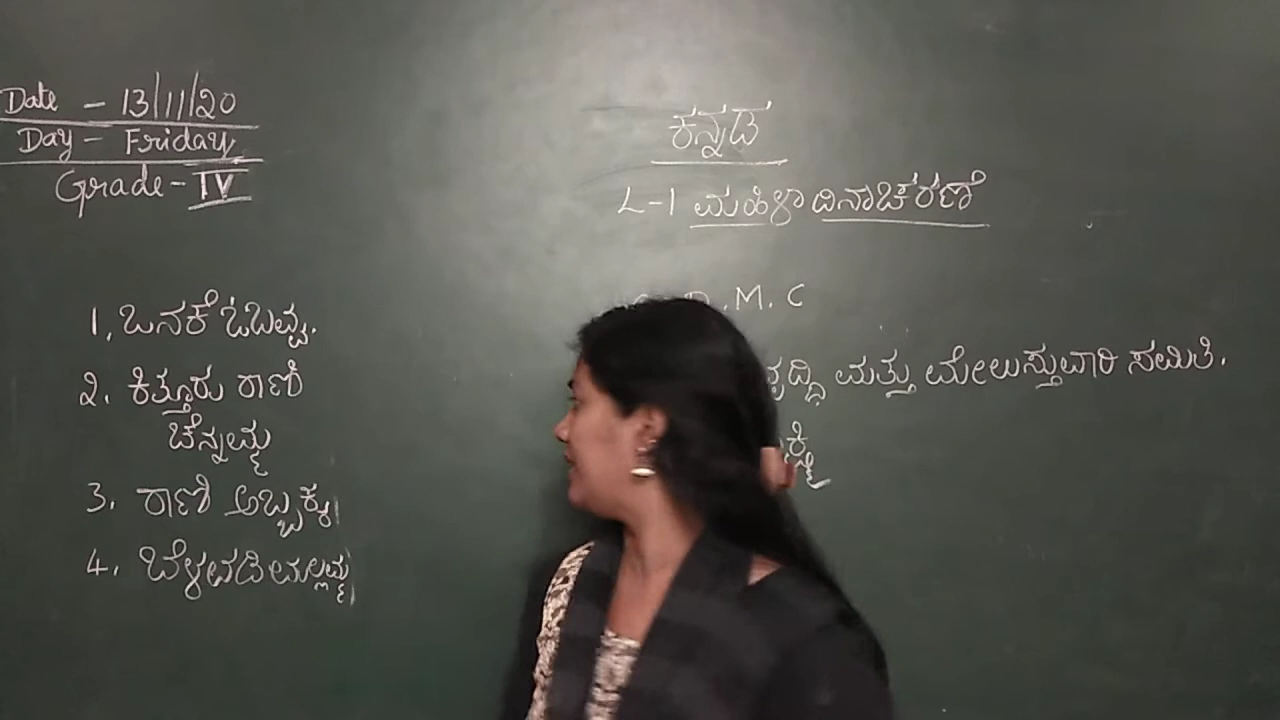 Date - 13/11/20
Day - Friday
Grade - IV
ಕನ್ನಡ
L-1 ಮಹಿಳಾ ದಿನಾಚರಣೆ
1. ಒನಕೆ ಓಬವ್ವ.
2. ಕಿತ್ತೂರು ರಾಣಿ
ಚೆನ್ನಮ್ಮ
3. ರಾಣಿ ಅಬ್ಬಕ್ಕ
4. ಬೆಳವಡಿ ಮಲ್ಲಮ್ಮ
D.M.C
ಮತ್ತು ಮೇಲುಸ್ತುವಾರಿ ಸಮಿತಿ.